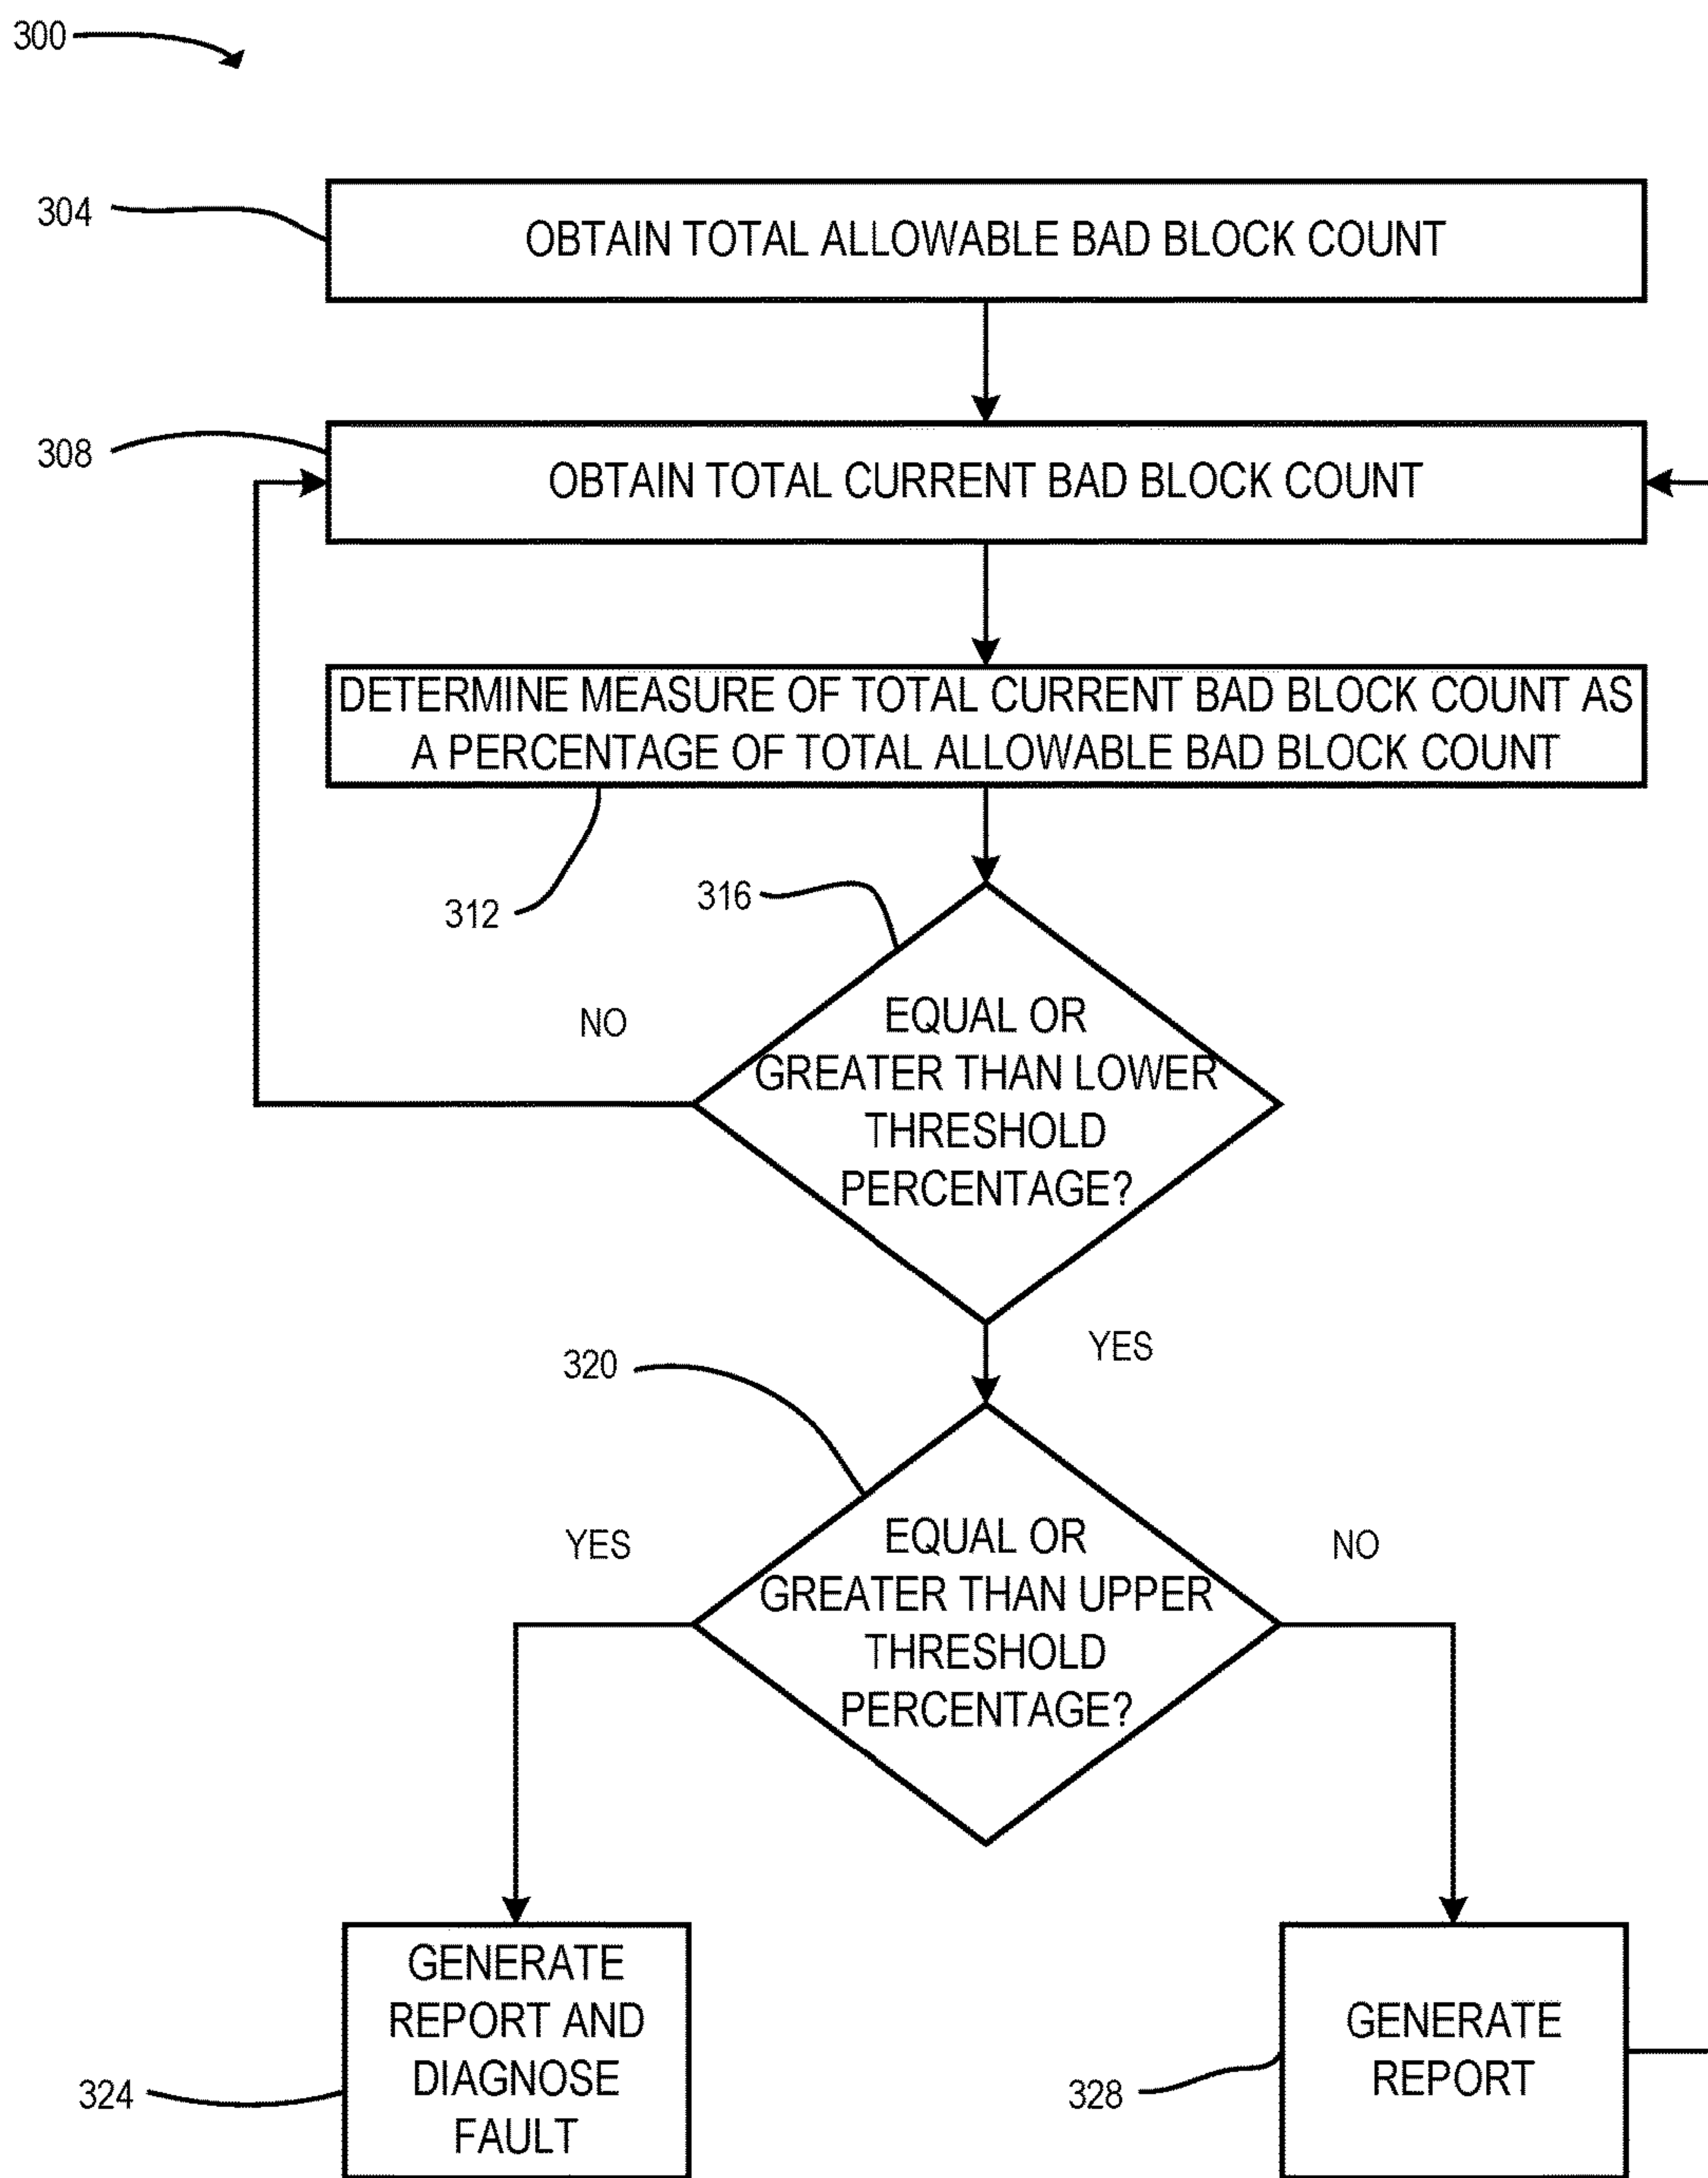 300
304
OBTAIN TOTAL ALLOWABLE BAD BLOCK COUNT
308
OBTAIN TOTAL CURRENT BAD BLOCK COUNT
DETERMINE MEASURE OF TOTAL CURRENT BAD BLOCK COUNT AS
A PERCENTAGE OF TOTAL ALLOWABLE BAD BLOCK COUNT
312
316
NO
EQUAL OR
GREATER THAN LOWER
THRESHOLD
PERCENTAGE?
YES
320
YES
EQUAL OR
GREATER THAN UPPER
THRESHOLD
PERCENTAGE?
NO
GENERATE
REPORT AND
DIAGNOSE
FAULT
324
GENERATE
REPORT
328